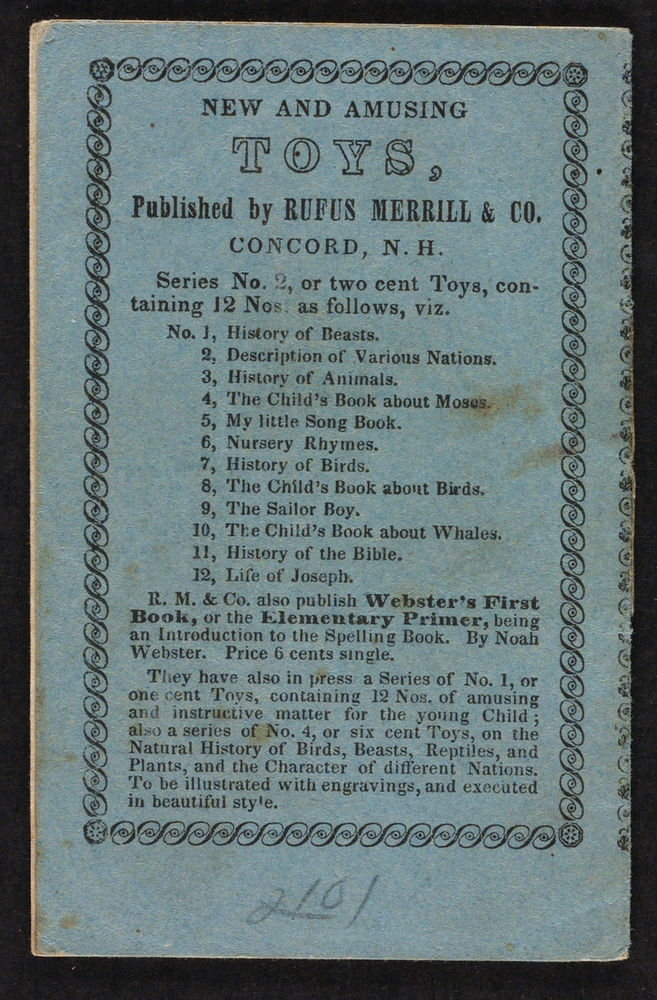 NEW AND AMUSING
TOYS,
Published by RUFUS MERRILL & CO.
CONCORD, N. H.
Series No. 2, or two cent Toys, con-
taining 12 Nos. as follows, viz.
No. 1, History of Beasts.
2, Description of Various Nations.
3, History of Animals.
4, The Child's Book about Moses.
5, My little Song Book.
6, Nursery Rhymes.
7, History of Birds.
8, The Child's Book about Birds.
9, The Sailor Boy.
10, The Child's Book about Whales.
11, History of the Bible.
12, Life of Joseph.
R. M. & Co. also publish Webster's First
Book, or the Elementary Primer, being
an Introduction to the Spelling Book. By Noah
Webster. Price 6 cents single.
They have also in press a Series of No. 1, or
one cent Toys, containing 12 Nos. of amusing
and instructive matter for the young Child;
also a series of No. 4, or six cent Toys, on the
Natural History of Birds, Beasts, Reptiles, and
Plants, and the Character of different Nations.
To be illustrated with engravings, and executed
in beautiful style.
2101